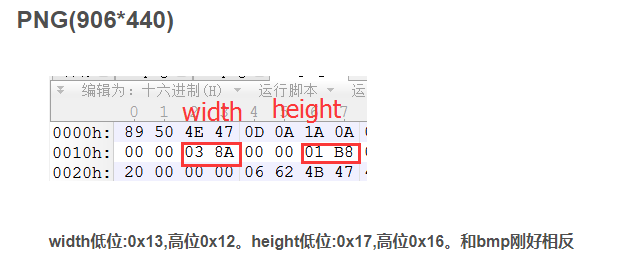 PNG(906*440)
编辑为: 十六进制(H) 运行脚本
width height
0 1 2 3 4 5 6 7
0000h: 89 50 4E 47 0D 0A 1A 0A
0010h: 00 00 03 8A 00 00 01 B8
0020h: 20 00 00 00 06 62 4B 47
width低位:0x13,高位0x12。height低位:0x17,高位0x16。和bmp刚好相反